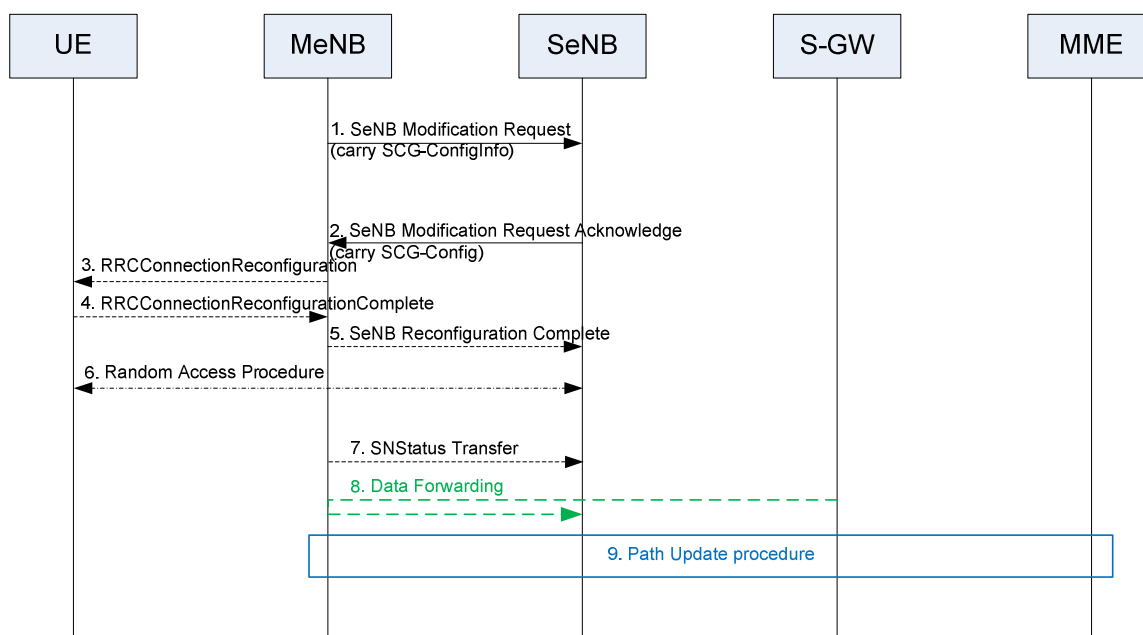 UE
MeNB
SeNB
S-GW
MME
1. SeNB Modification Request
(carry SCG-ConfigInfo)
2. SeNB Modification Request Acknowledge
(carry SCG-Config)
3. RRCConnectionReconfiguration
4. RRCConnectionReconfigurationComplete
5. SeNB Reconfiguration Complete
6. Random Access Procedure
7. SNStatus Transfer
8. Data Forwarding
9. Path Update procedure